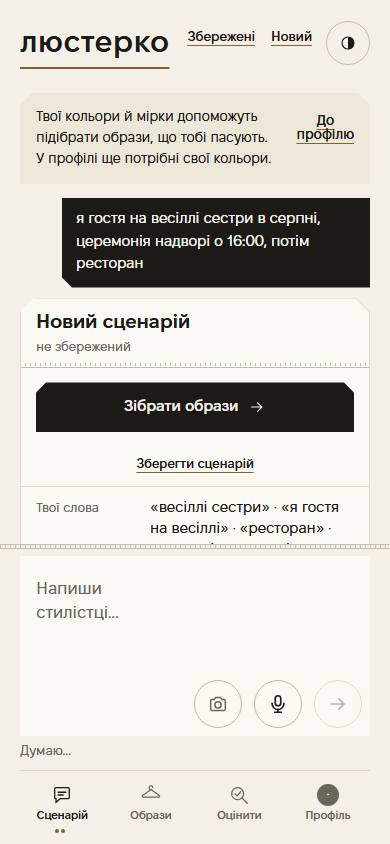 люстерко
Збережені
Новий
Твої кольори й мірки допоможуть
підібрати образи, що тобі пасують.
У профілі ще потрібні свої кольори.
До
профілю
я гостя на весіллі сестри в серпні,
церемонія надворі о 16:00, потім
ресторан
Новий сценарій
не збережений
Зібрати образи →
Зберегти сценарій
Твої слова
«весіллі сестри» · «я гостя
на весіллі» · «ресторан» ·
Напиши
стилістці...
Думаю...
Сценарій
Образи
Оцінити
Профіль